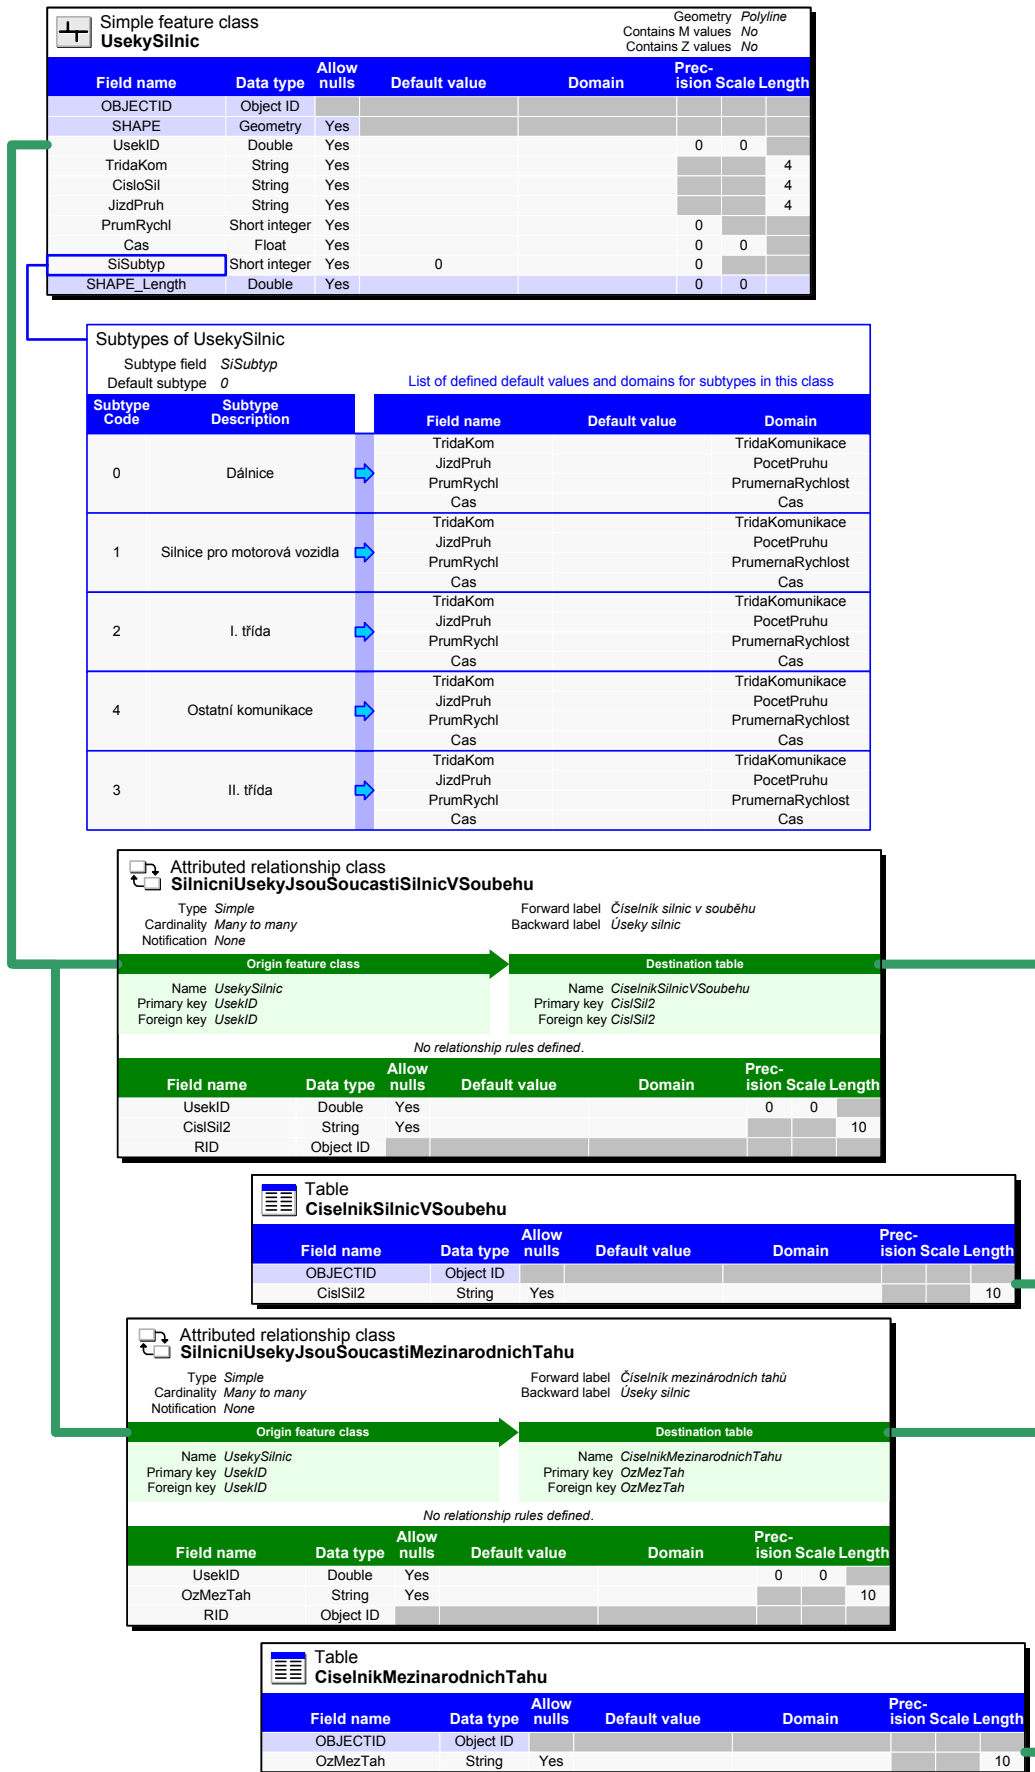 Simple feature class
UsekySilnic
Geometry Polyline
Contains M values No
Contains Z values No
Field name Data type Allow nulls Default value Domain Prec-ision Scale Length
OBJECTID Object ID
SHAPE Geometry Yes
UsekID Double Yes 0 0
TridaKom String Yes 4
CisloSil String Yes 4
JizdPruh String Yes 4
PrumRychl Short integer Yes 0
Cas Float Yes 0 0
SiSubtyp Short integer Yes 0 0
SHAPE_Length Double Yes 0 0
Subtypes of UsekySilnic
Subtype field SiSubtyp
Default subtype 0
List of defined default values and domains for subtypes in this class
Subtype Code Subtype Description Field name Default value Domain
TridaKom TridaKomunikace
0 Dálnice JizdPruh PocetPruhu
PrumRychl PrumernaRychlost
Cas Cas
TridaKom TridaKomunikace
1 Silnice pro motorová vozidla JizdPruh PocetPruhu
PrumRychl PrumernaRychlost
Cas Cas
TridaKom TridaKomunikace
2 I. třída JizdPruh PocetPruhu
PrumRychl PrumernaRychlost
Cas Cas
TridaKom TridaKomunikace
4 Ostatní komunikace JizdPruh PocetPruhu
PrumRychl PrumernaRychlost
Cas Cas
TridaKom TridaKomunikace
3 II. třída JizdPruh PocetPruhu
PrumRychl PrumernaRychlost
Cas Cas
Attributed relationship class
SilnicniUsekyJsouSoucastiSilnicVSoubehu
Type Simple Forward label Číselník silnic v souběhu
Cardinality Many to many Backward label Úseky silnic
Notification None
Origin feature class Destination table
Name UsekySilnic Name CiselnikSilnicVSoubehu
Primary key UsekID Primary key CislSil2
Foreign key UsekID Foreign key CislSil2
No relationship rules defined.
Field name Data type Allow nulls Default value Domain Prec-ision Scale Length
UsekID Double Yes 0 0
CislSil2 String Yes 10
RID Object ID
Table
CiselnikSilnicVSoubehu
Field name Data type Allow nulls Default value Domain Prec-ision Scale Length
OBJECTID Object ID
CislSil2 String Yes 10
Attributed relationship class
SilnicniUsekyJsouSoucastiMezinarodnichTahu
Type Simple Forward label Číselník mezinárodních tahů
Cardinality Many to many Backward label Úseky silnic
Notification None
Origin feature class Destination table
Name UsekySilnic Name CiselnikMezinarodnichTahu
Primary key UsekID Primary key OzMezTah
Foreign key UsekID Foreign key OzMezTah
No relationship rules defined.
Field name Data type Allow nulls Default value Domain Prec-ision Scale Length
UsekID Double Yes 0 0
OzMezTah String Yes 10
RID Object ID
Table
CiselnikMezinarodnichTahu
Field name Data type Allow nulls Default value Domain Prec-ision Scale Length
OBJECTID Object ID
OzMezTah String Yes 10